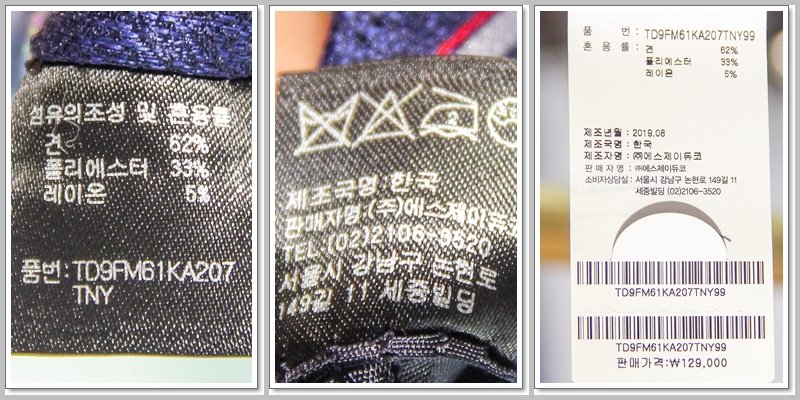 섬유의조성 및 혼용률
견 62%
폴리에스터 33%
레이온 5%
품번:TD9FM61KA207
TNY
제조국명:한국
판매자명:(주)에스제이듀코
TEL (02)2106-3520
서울시 강남구 논현로
149길 11 세종빌딩
품 번 : TD9FM61KA207TNY99
혼 용 률 : 견 62%
폴리에스터 33%
레이온 5%
제조년월 : 2019.08
제조국명 : 한국
제조자명 : ㈜에스제이듀코
판 매 자 명 : ㈜에스제이듀코
소비자상담실 : 서울시 강남구 논현로 149길 11
세중빌딩 (02)2106-3520
TD9FM61KA207TNY99
TD9FM61KA207TNY99
판매가격:₩129,000